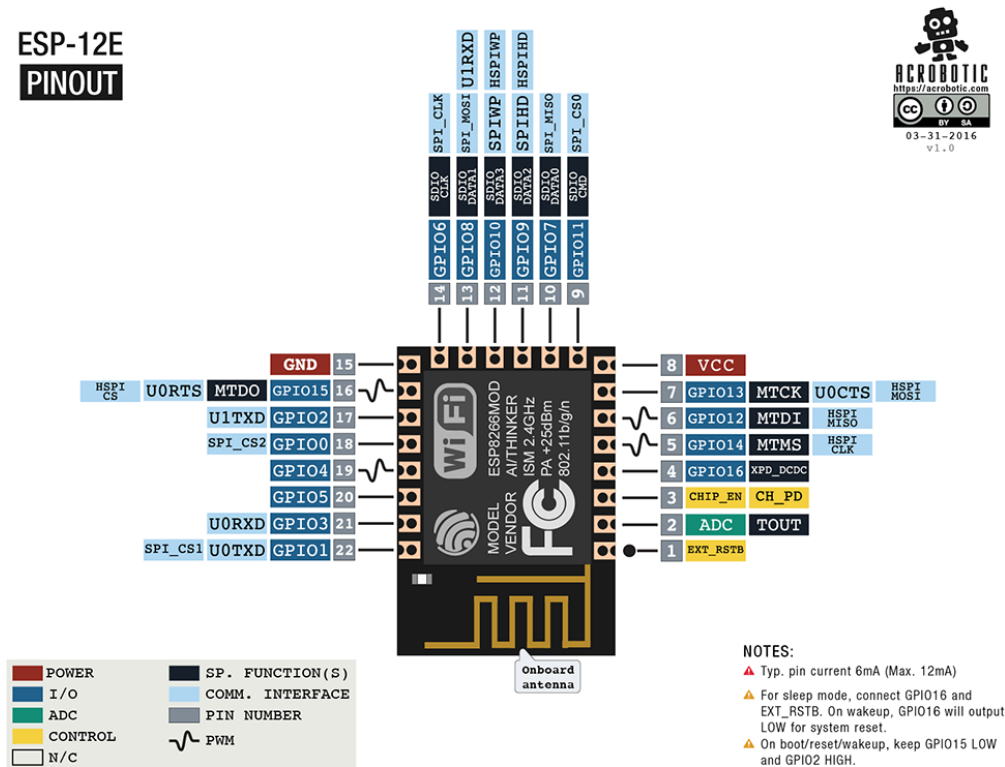 ESP-12E
PINOUT
ACROBOTIC
https://acrobotic.com
cc
BY SA
03-31-2016
v1.0
U1RXD HSPIWP HSPIHD
SPI_CLK SPI_MOSI SPIWP SPIHD SPI_MISO SPI_CS0
SDIO CLK SDIO DATA1 SDIO DATA3 SDIO DATA2 SDIO DATA0 SDIO CMD
GPIO6 GPIO8 GPIO10 GPIO9 GPIO7 GPIO11
14 13 12 11 10 9
GND 15
HSPI CS U0RTS MTDO GPIO15 16
U1TXD GPIO2 17
SPI_CS2 GPIO0 18
GPIO4 19
GPIO5 20
U0RXD GPIO3 21
SPI_CS1 U0TXD GPIO1 22
Wi Fi
ESP8266MOD
AI/THINKER
ISM 2.4GHz
PA +25dBm
802.11b/g/n
MODEL
VENDOR
FC
8 VCC
7 GPIO13 MTCK U0CTS HSPI MOSI
6 GPIO12 MTDI HSPI MISO
5 GPIO14 MTMS HSPI CLK
4 GPIO16 XPD_DCDC
3 CHIP_EN CH_PD
2 ADC TOUT
1 EXT_RSTB
Onboard
antenna
POWER
I/O
ADC
CONTROL
N/C
SP. FUNCTION(S)
COMM. INTERFACE
PIN NUMBER
PWM
NOTES:
Typ. pin current 6mA (Max. 12mA)
For sleep mode, connect GPIO16 and
EXT_RSTB. On wakeup, GPIO16 will output
LOW for system reset.
On boot/reset/wakeup, keep GPIO15 LOW
and GPIO2 HIGH.